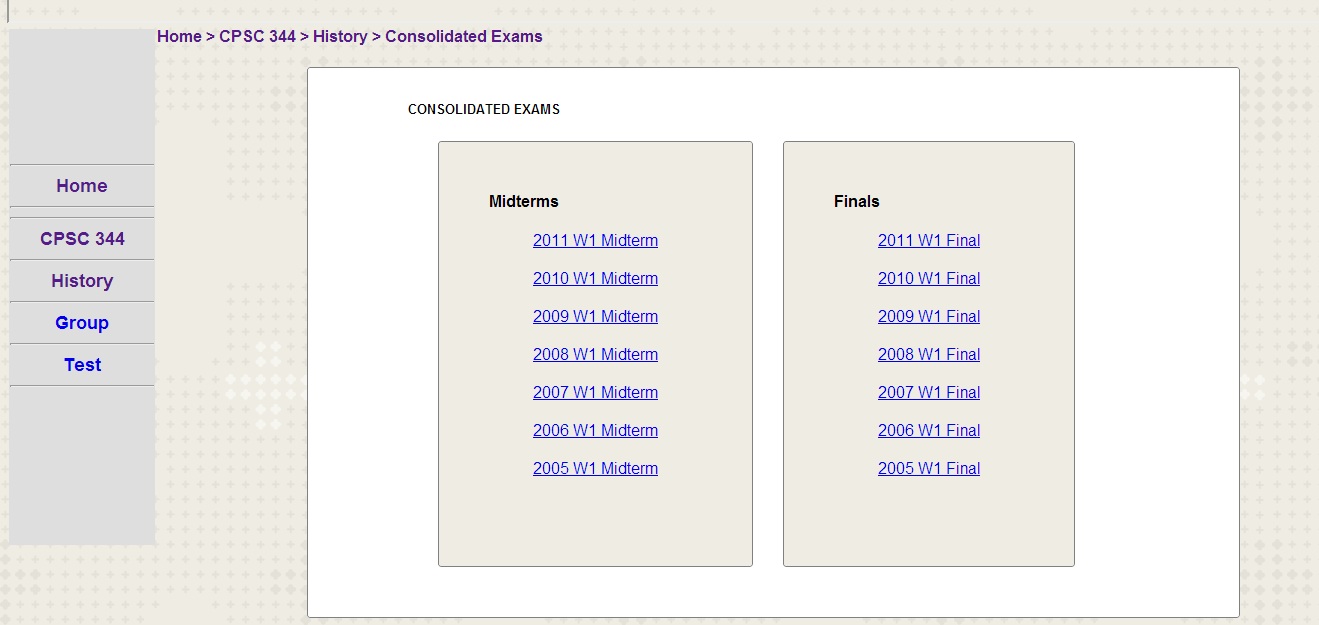 Home > CPSC 344 > History > Consolidated Exams
Home
CPSC 344
History
Group
Test
CONSOLIDATED EXAMS
Midterms
2011 W1 Midterm
2010 W1 Midterm
2009 W1 Midterm
2008 W1 Midterm
2007 W1 Midterm
2006 W1 Midterm
2005 W1 Midterm
Finals
2011 W1 Final
2010 W1 Final
2009 W1 Final
2008 W1 Final
2007 W1 Final
2006 W1 Final
2005 W1 Final